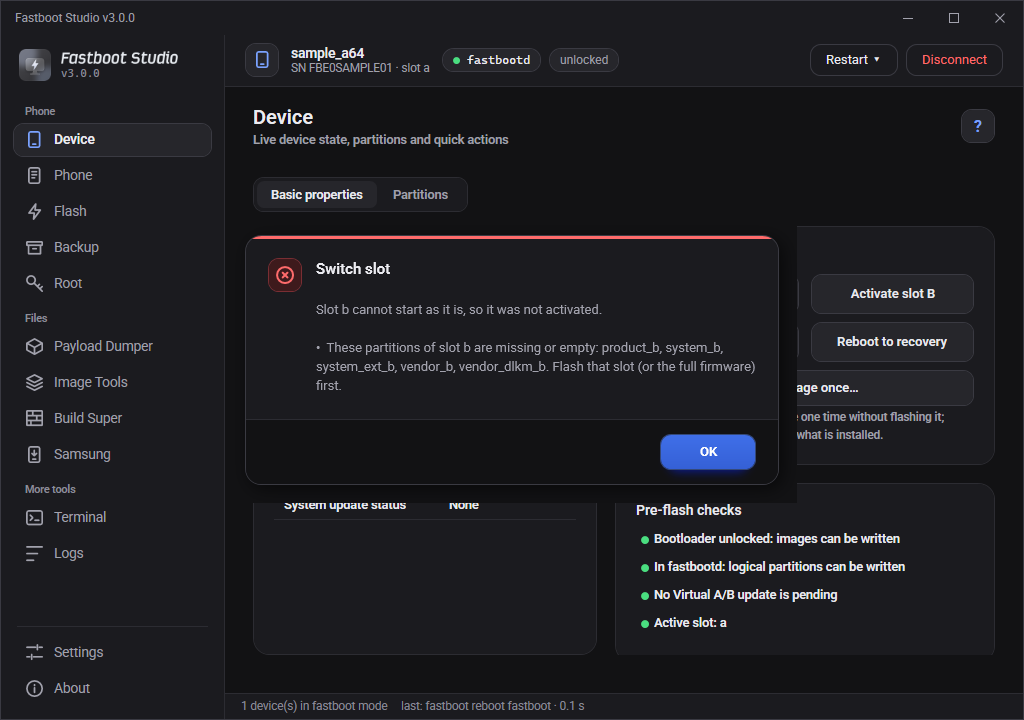 Fastboot Studio v3.0.0
Fastboot Studio
v3.0.0
Phone
Device
Phone
Flash
Backup
Root
Files
Payload Dumper
Image Tools
Build Super
Samsung
More tools
Terminal
Logs
Settings
About
sample_a64
SN FBE0SAMPLE01 · slot a
fastbootd
unlocked
Restart ▾
Disconnect
Device
Live device state, partitions and quick actions
?
Basic properties
Partitions
Switch slot
Slot b cannot start as it is, so it was not activated.
• These partitions of slot b are missing or empty: product_b, system_b,
system_ext_b, vendor_b, vendor_dlkm_b. Flash that slot (or the full firmware)
first.
OK
Activate slot B
Reboot to recovery
age once...
one time without flashing it;
what is installed.
System update status None
Pre-flash checks
Bootloader unlocked: images can be written
In fastbootd: logical partitions can be written
No Virtual A/B update is pending
Active slot: a
1 device(s) in fastboot mode last: fastboot reboot fastboot · 0.1 s